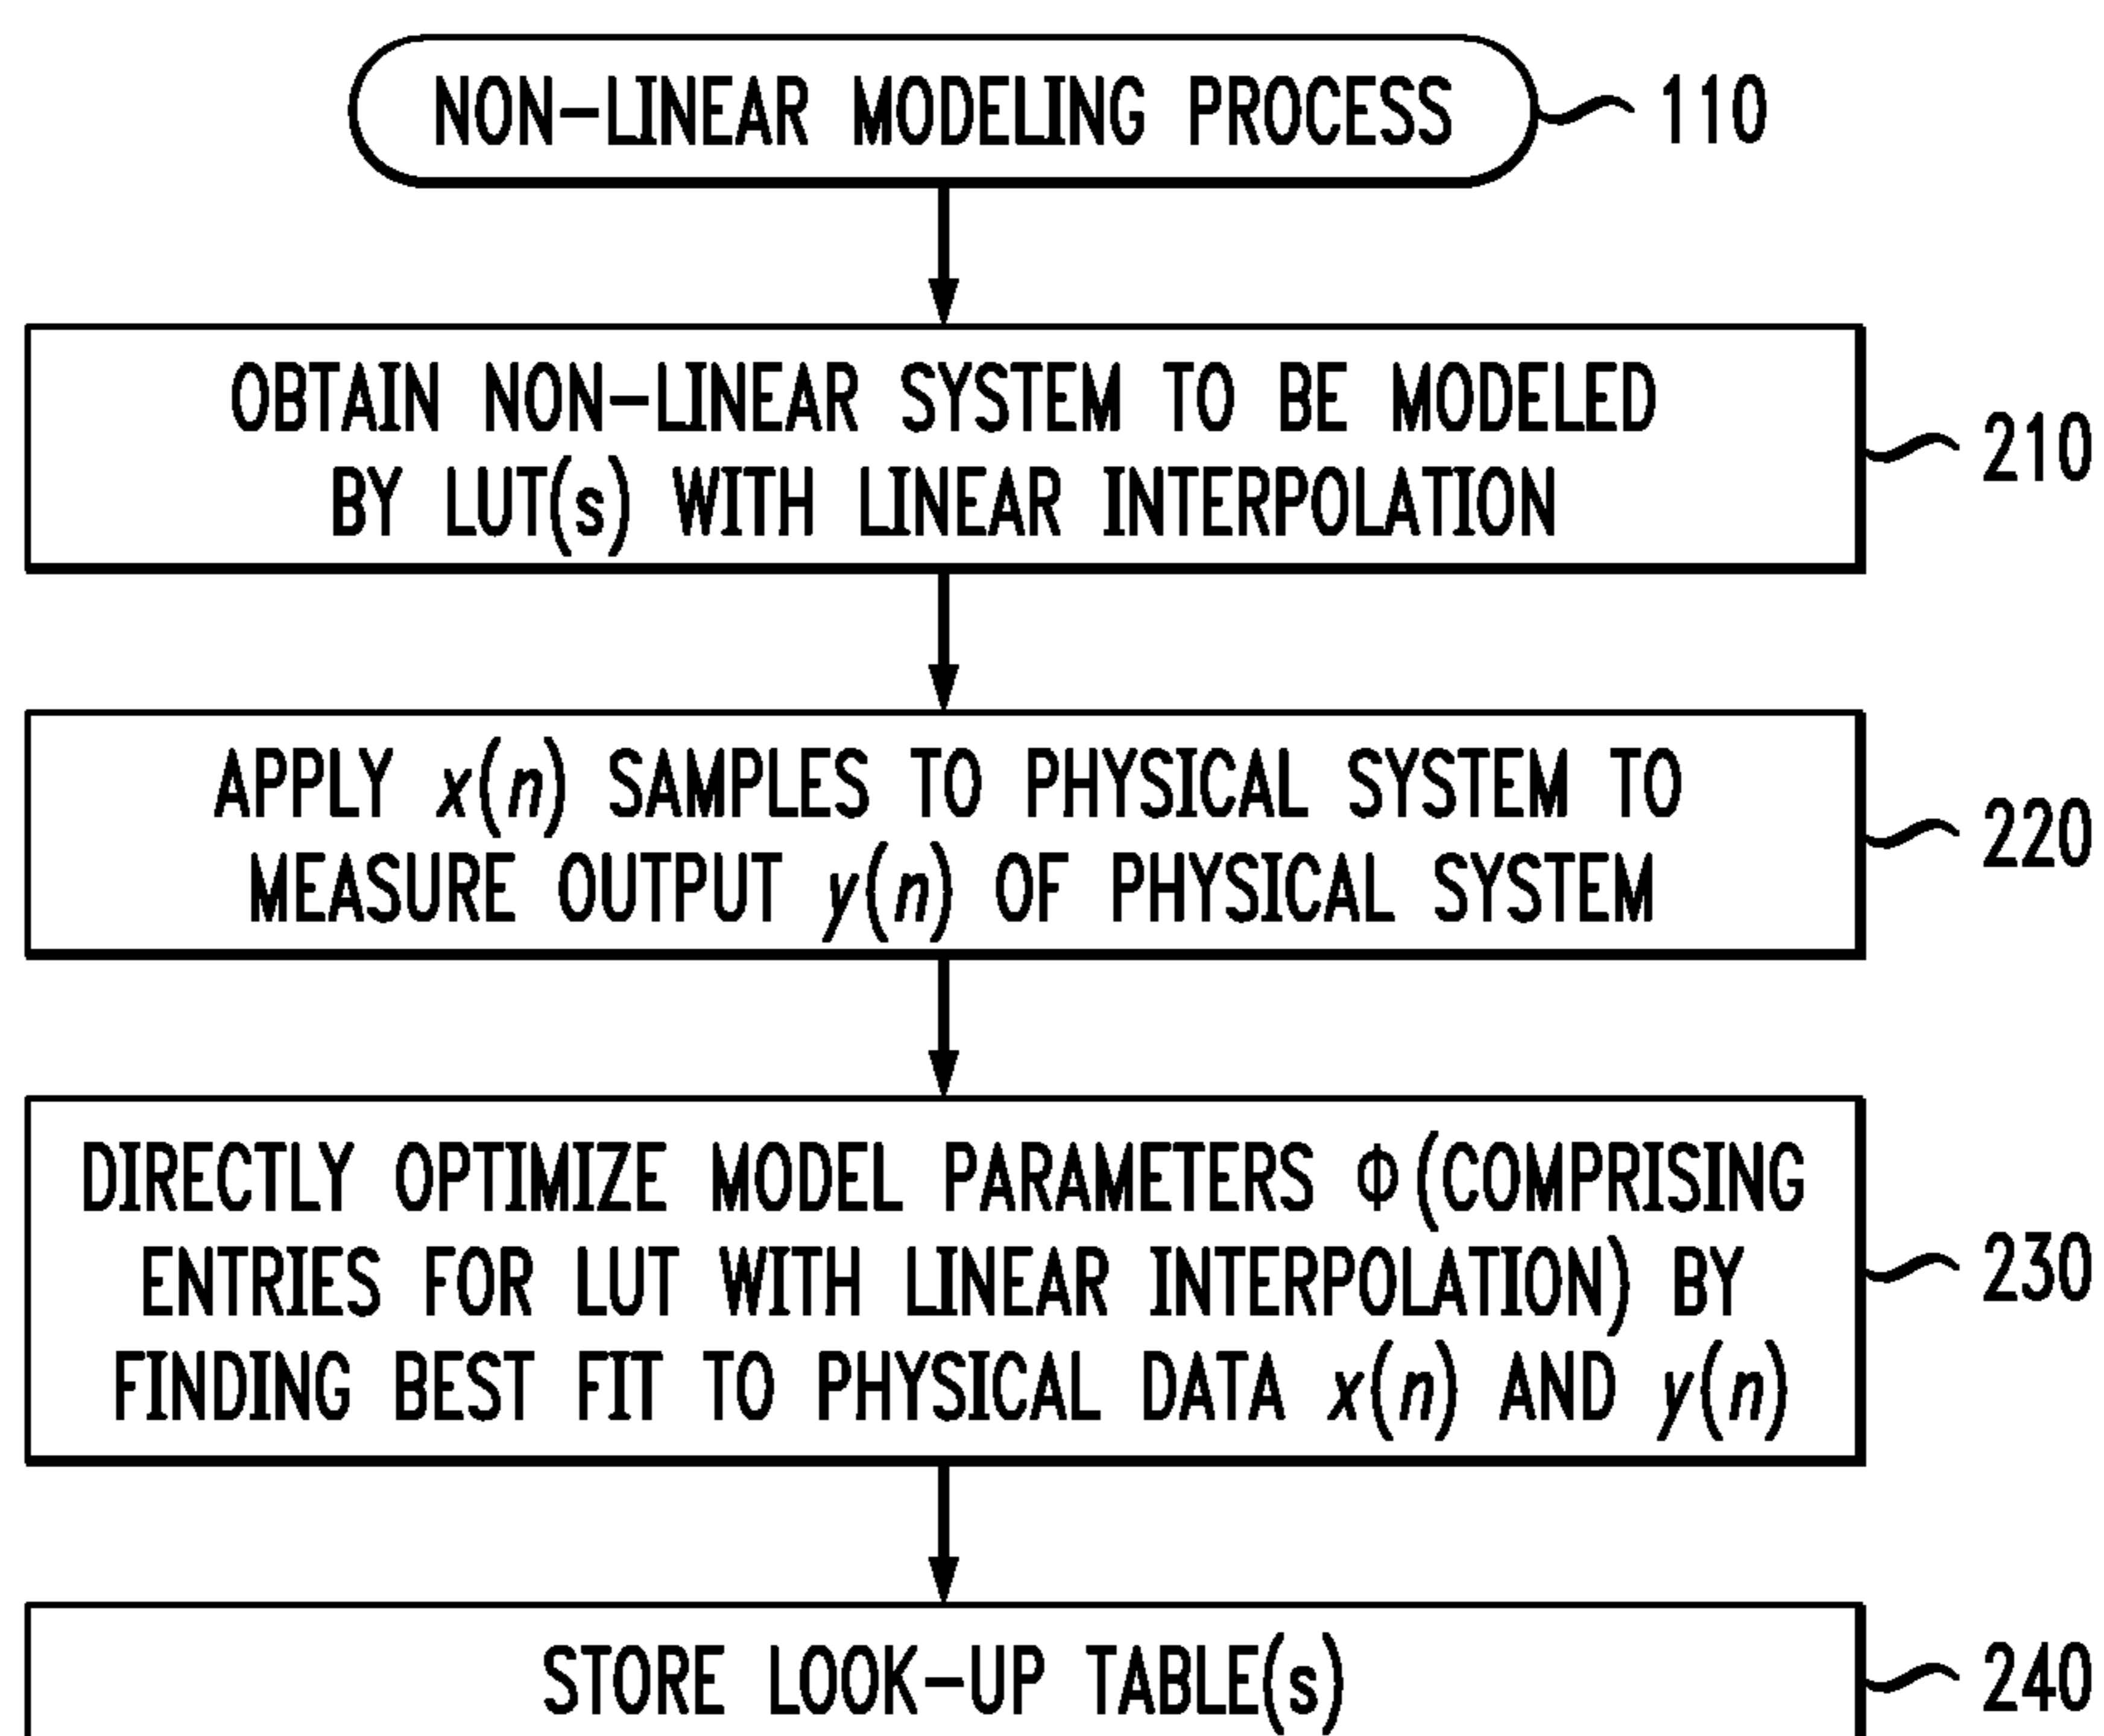 NON-LINEAR MODELING PROCESS 110
OBTAIN NON-LINEAR SYSTEM TO BE MODELED
BY LUT(s) WITH LINEAR INTERPOLATION
210
APPLY x(n) SAMPLES TO PHYSICAL SYSTEM TO
MEASURE OUTPUT y(n) OF PHYSICAL SYSTEM
220
DIRECTLY OPTIMIZE MODEL PARAMETERS Φ (COMPRISING
ENTRIES FOR LUT WITH LINEAR INTERPOLATION) BY
FINDING BEST FIT TO PHYSICAL DATA x(n) AND y(n)
230
STORE LOOK-UP TABLE(s) 240